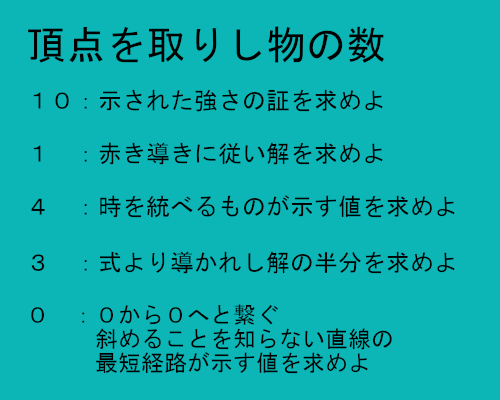 頂点を取りし物の数
１０：示された強さの証を求めよ
１　：赤き導きに従い解を求めよ
４　：時を統べるものが示す値を求めよ
３　：式より導かれし解の半分を求めよ
０　：０から０へと繋ぐ
斜めることを知らない直線の
最短経路が示す値を求めよ